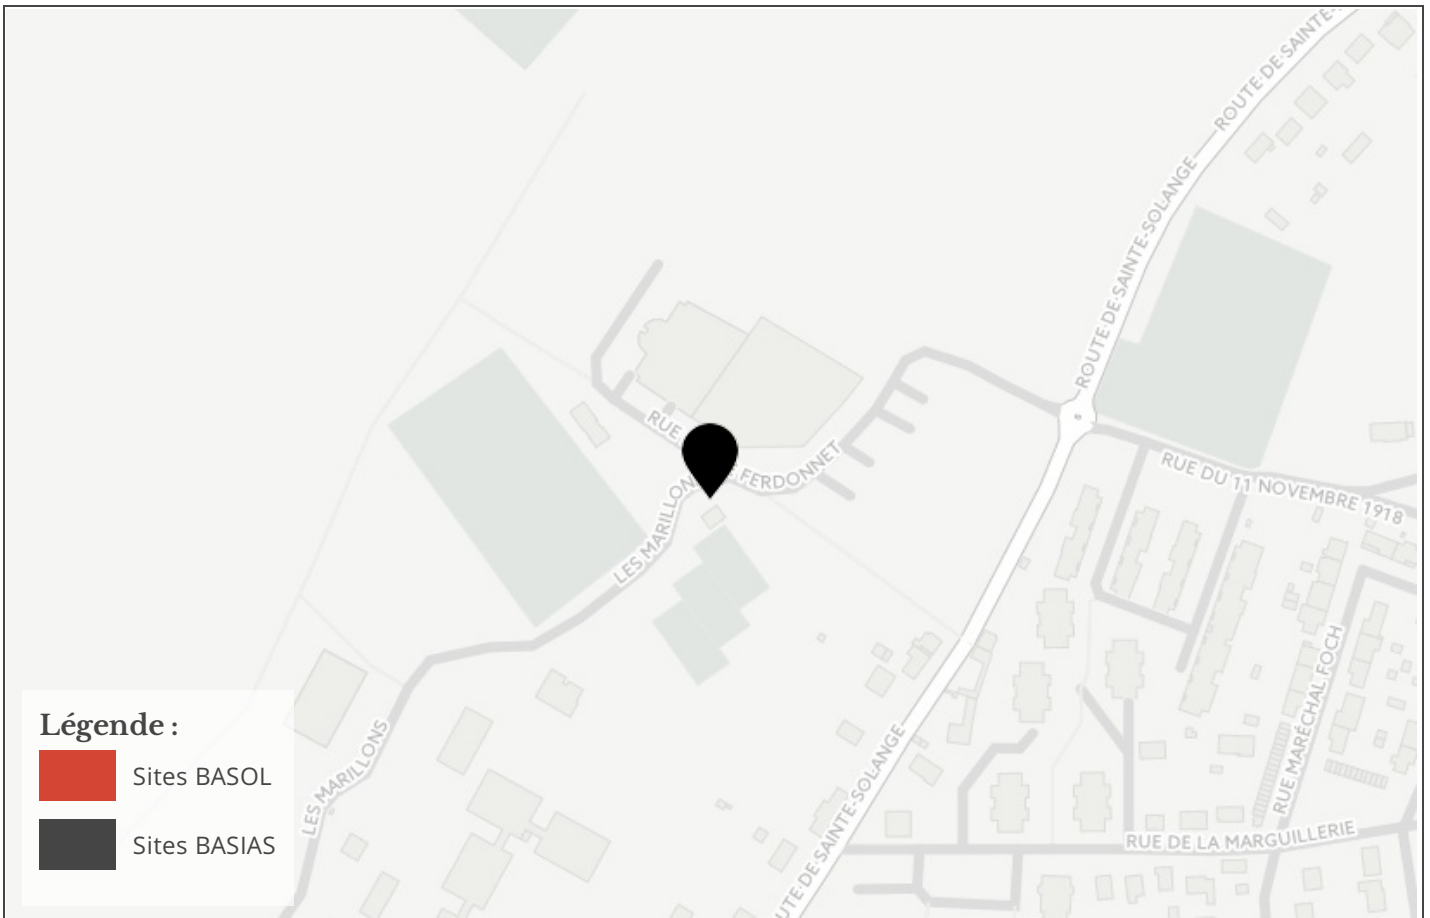 ROUTE-DE-SAINTE-
ROUTE-DE-SAINTE-SOLANGE
RUE
FERDONNET
LES MARILLON
RUE DU 11 NOVEMBRE 1918
RUE MARÉCHAL FOCH
LES MARILLONS
UTE-DE-SAINTE-SOLANGE
RUE DE LA MARGUILLERIE
Légende :
Sites BASOL
Sites BASIAS